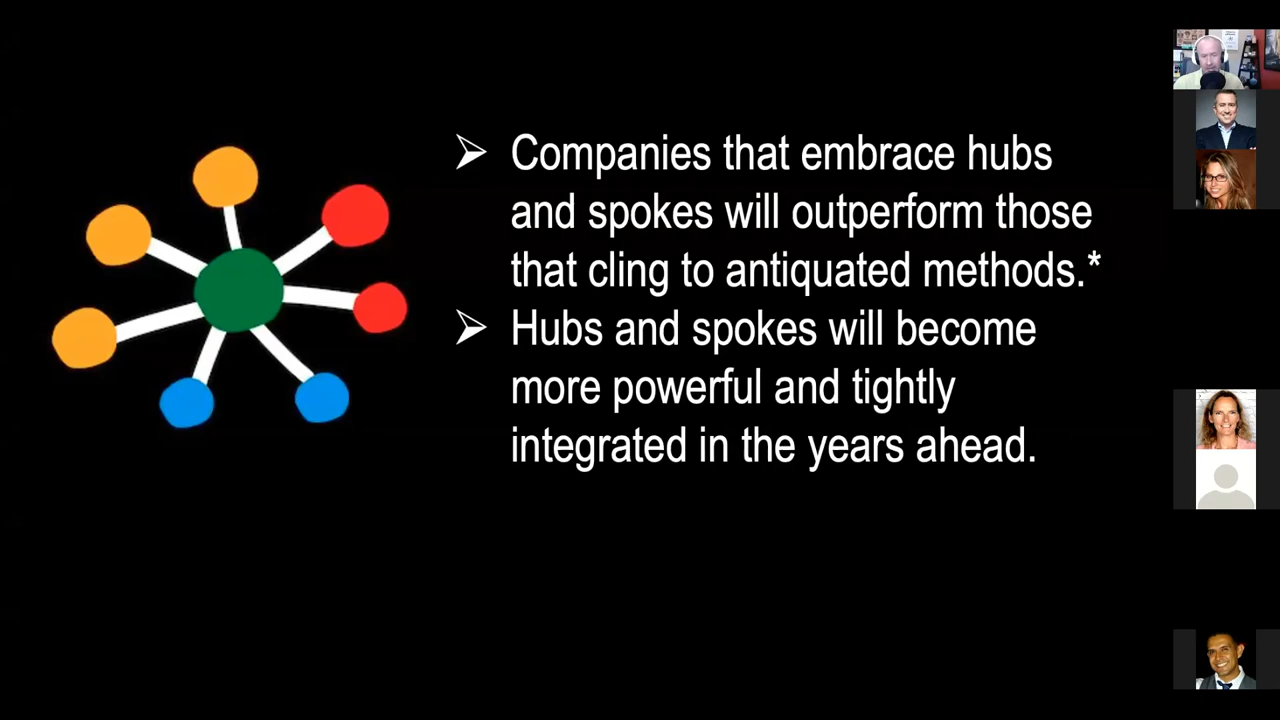 ➢ Companies that embrace hubs
and spokes will outperform those
that cling to antiquated methods.*
➢ Hubs and spokes will become
more powerful and tightly
integrated in the years ahead.